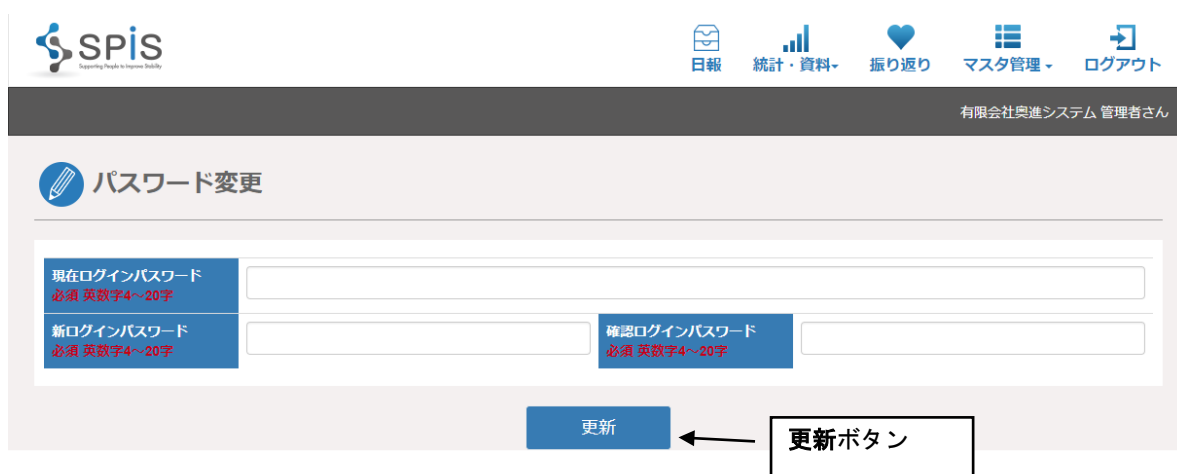 SPiS
Supporting People to Improve Stability
日報 統計・資料 振り返り マスタ管理 ログアウト
有限会社奥進システム 管理者さん
パスワード変更
現在ログインパスワード
必須 英数字4～20字
新ログインパスワード
必須 英数字4～20字
確認ログインパスワード
必須 英数字4～20字
更新
更新ボタン